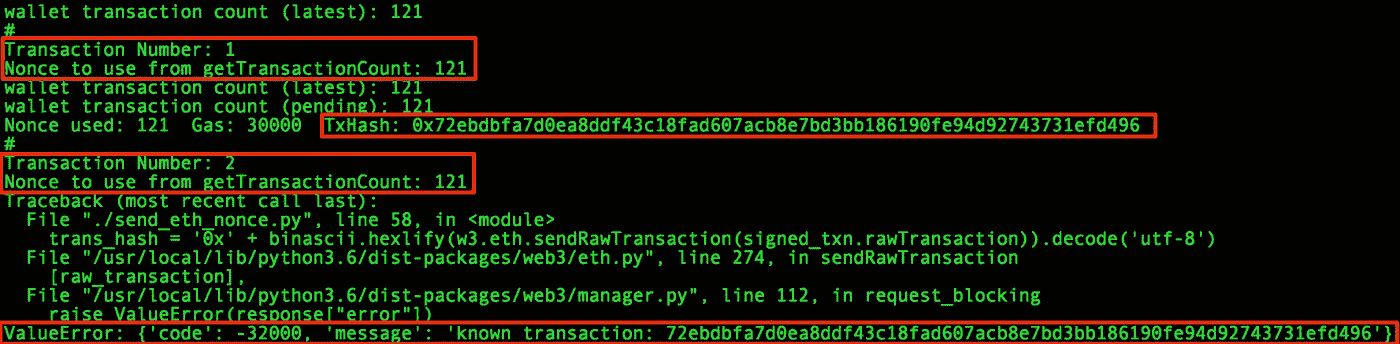 wallet transaction count (latest): 121
#
Transaction Number: 1
Nonce to use from getTransactionCount: 121
wallet transaction count (latest): 121
wallet transaction count (pending): 121
Nonce used: 121  Gas: 30000  TxHash: 0x72ebdbfa7d0ea8ddf43c18fad607acb8e7bd3bb186190fe94d92743731efd496
#
Transaction Number: 2
Nonce to use from getTransactionCount: 121
Traceback (most recent call last):
  File "./send_eth_nonce.py", line 58, in <module>
    trans_hash = '0x' + binascii.hexlify(w3.eth.sendRawTransaction(signed_txn.rawTransaction)).decode('utf-8')
  File "/usr/local/lib/python3.6/dist-packages/web3/eth.py", line 274, in sendRawTransaction
    [raw_transaction],
  File "/usr/local/lib/python3.6/dist-packages/web3/manager.py", line 112, in request_blocking
    raise ValueError(response["error"])
ValueError: {'code': -32000, 'message': 'known transaction: 72ebdbfa7d0ea8ddf43c18fad607acb8e7bd3bb186190fe94d92743731efd496'}